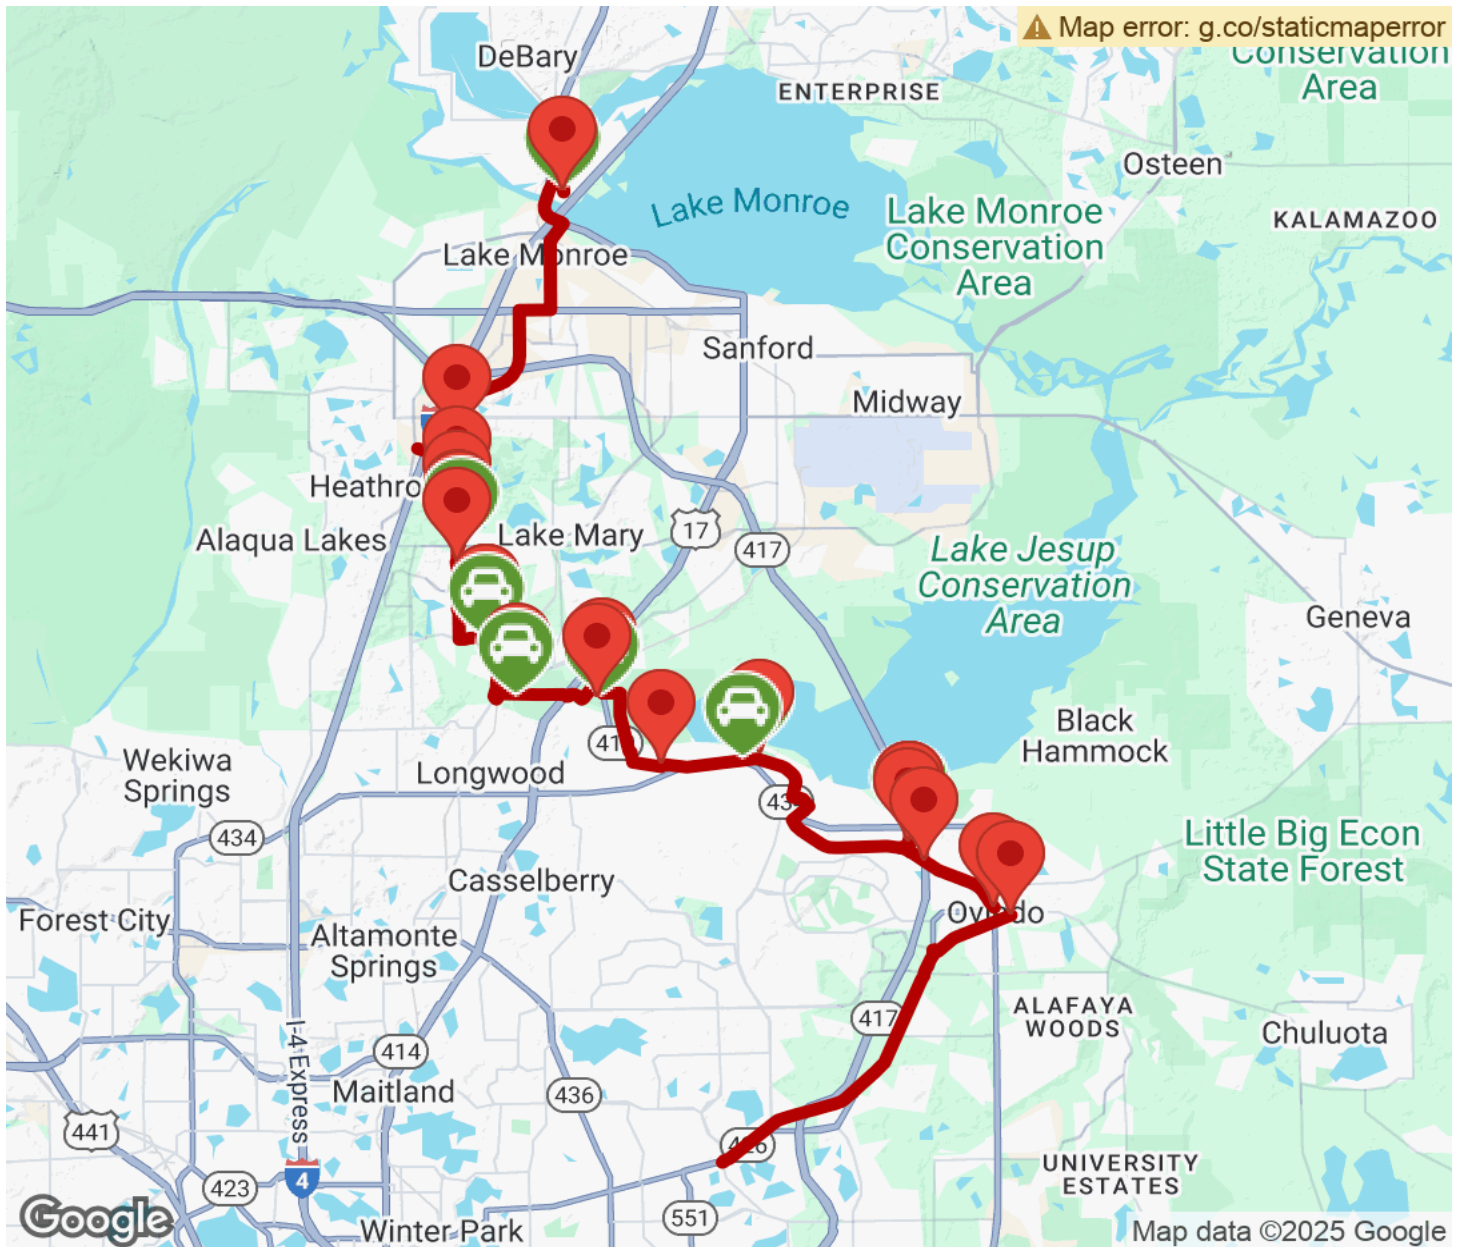 Map error: g.co/staticmaperror
DeBary
Conservation
Area
ENTERPRISE
Osteen
Lake Monroe
Lake Monroe
Conservation
Area
KALAMAZOO
Lake Monroe
Sanford
Midway
Heathro
Alaqua Lakes
Lake Mary
17
417
Lake Jesup
Conservation
Area
Geneva
Black
Hammock
Wekiwa
Springs
Longwood
434
Little Big Econ
State Forest
Casselberry
Forest City
Altamonte
Springs
Oviedo
417
ALAFAYA
WOODS
Chuluota
I-4 Express
414
Maitland
436
441
426
UNIVERSITY
ESTATES
4
423
551
Google
Winter Park
Map data ©2025 Google